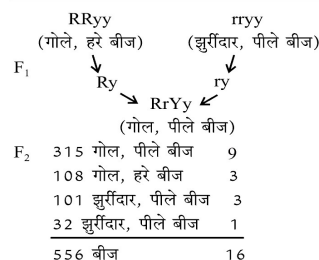 RRyy rryy
(गोले, हरे बीज) (झुर्रीदार, पीले बीज)
F₁
Ry ry
RrYy
(गोल, पीले बीज)
F₂ 315 गोल, पीले बीज 9
108 गोल, हरे बीज 3
101 झुर्रीदार, पीले बीज 3
32 झुर्रीदार, पीले बीज 1
556 बीज 16